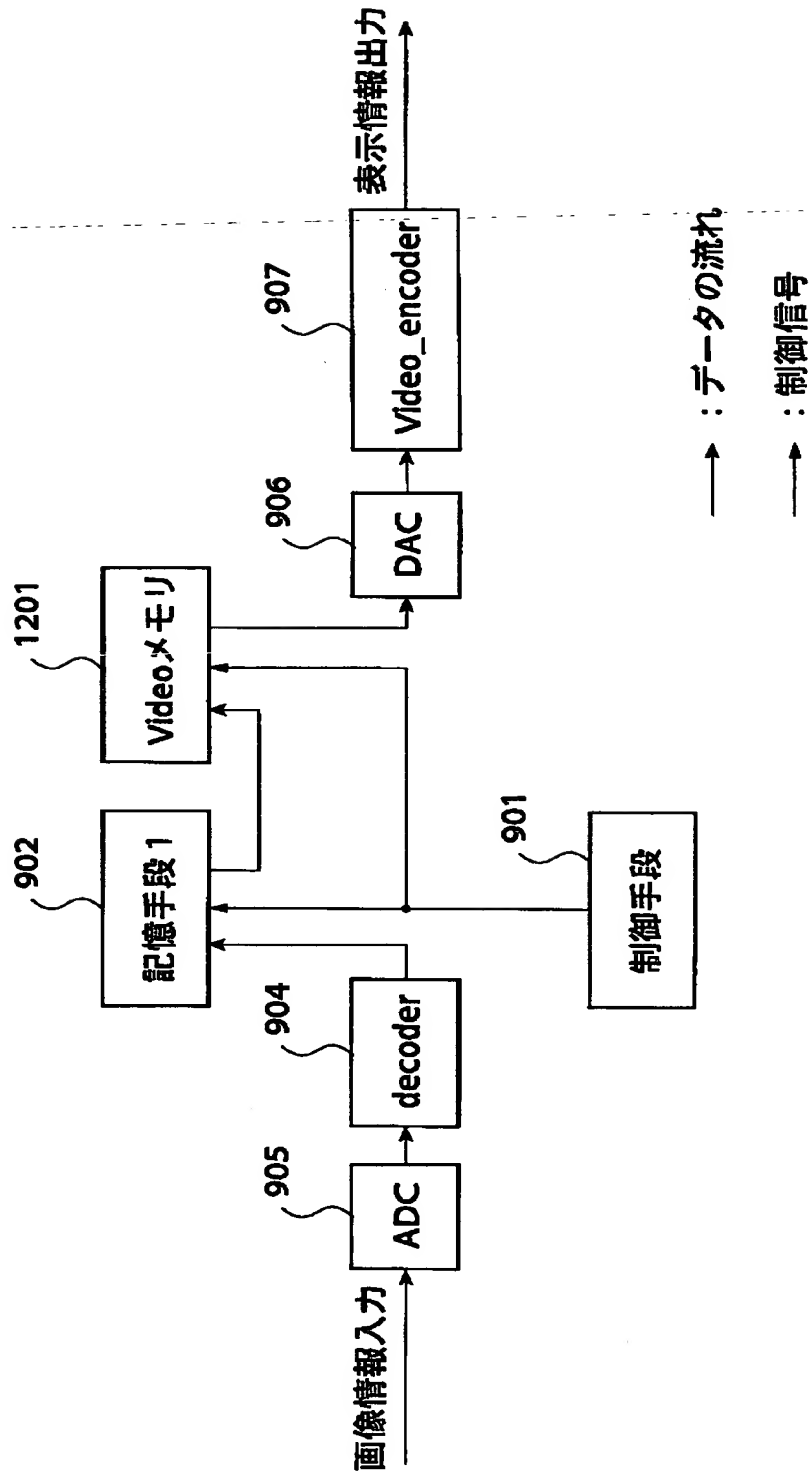 画像情報入力
905
ADC
904
decoder
902
記憶手段1
1201
Videoメモリ
901
制御手段
906
DAC
907
Video_encoder
表示情報出力
：データの流れ
：制御信号